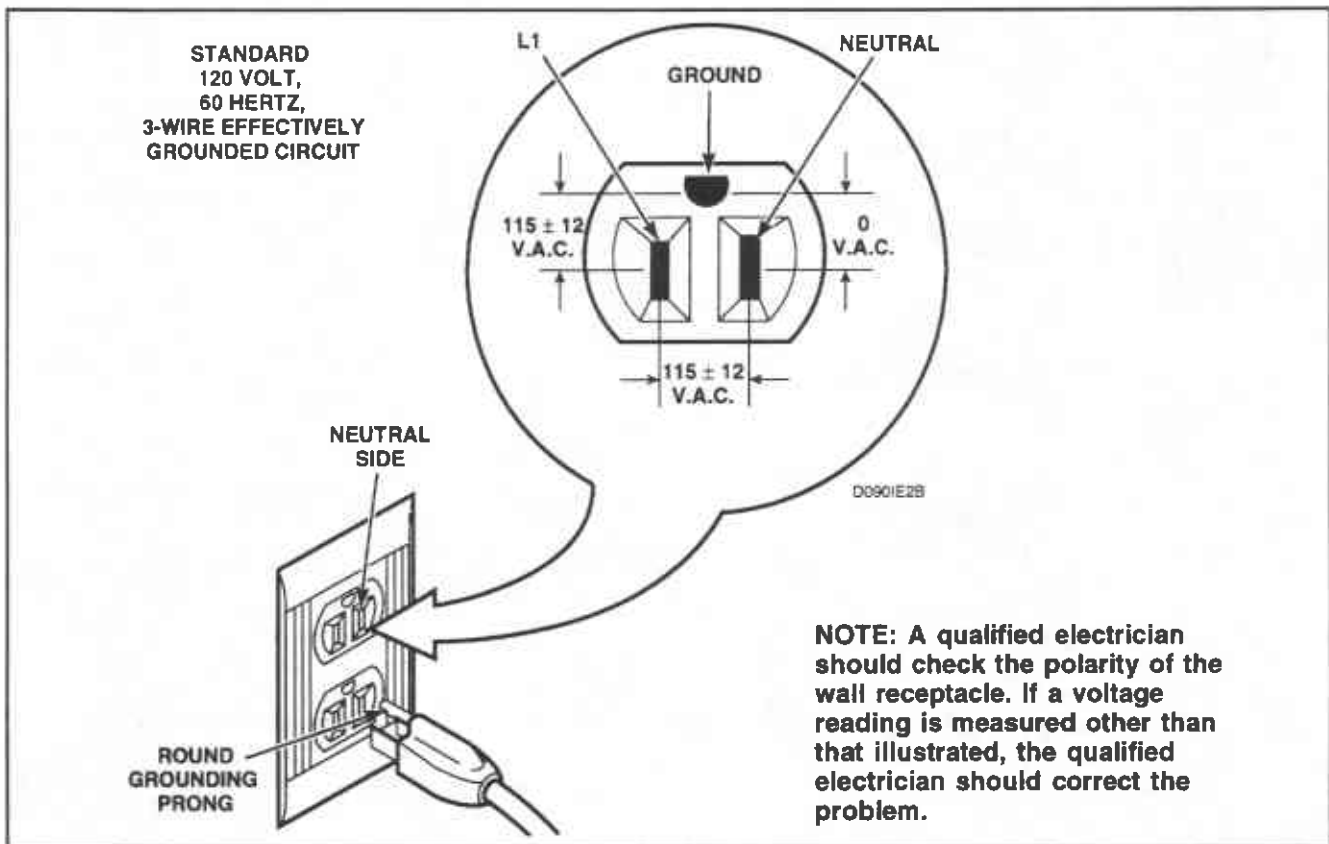 STANDARD
120 VOLT,
60 HERTZ,
3-WIRE EFFECTIVELY
GROUNDED CIRCUIT
L1
NEUTRAL
GROUND
115 ± 12
V.A.C.
0
V.A.C.
115 ± 12
V.A.C.
NEUTRAL
SIDE
D090IE2B
ROUND
GROUNDING
PRONG
NOTE: A qualified electrician
should check the polarity of the
wall receptacle. If a voltage
reading is measured other than
that illustrated, the qualified
electrician should correct the
problem.